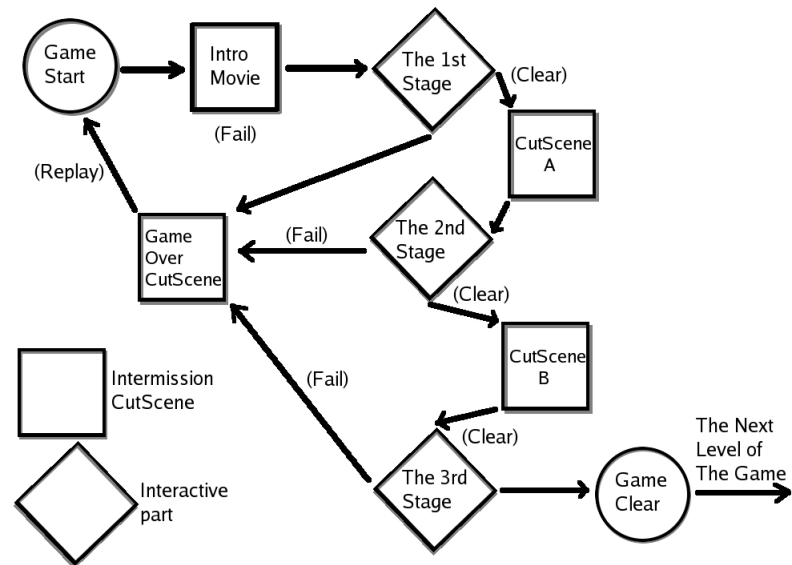 Game
Start
Intro
Movie
The 1st
Stage
(Clear)
(Fail)
CutScene
A
(Replay)
Game
Over
CutScene
(Fail)
The 2nd
Stage
(Clear)
CutScene
B
(Fail)
Intermission
CutScene
(Clear)
The 3rd
Stage
Game
Clear
The Next
Level of
The Game
Interactive
part